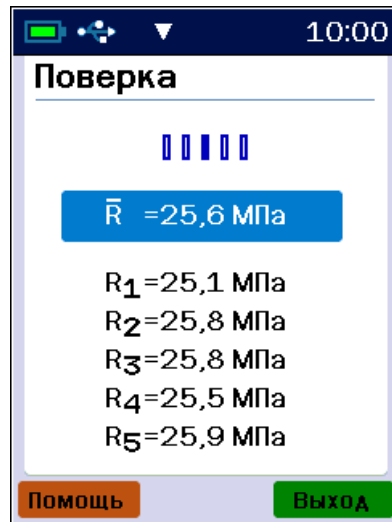 10:00
Поверка
R̅ =25,6 МПа
R1=25,1 МПа
R2=25,8 МПа
R3=25,8 МПа
R4=25,5 МПа
R5=25,9 МПа
Помощь Выход